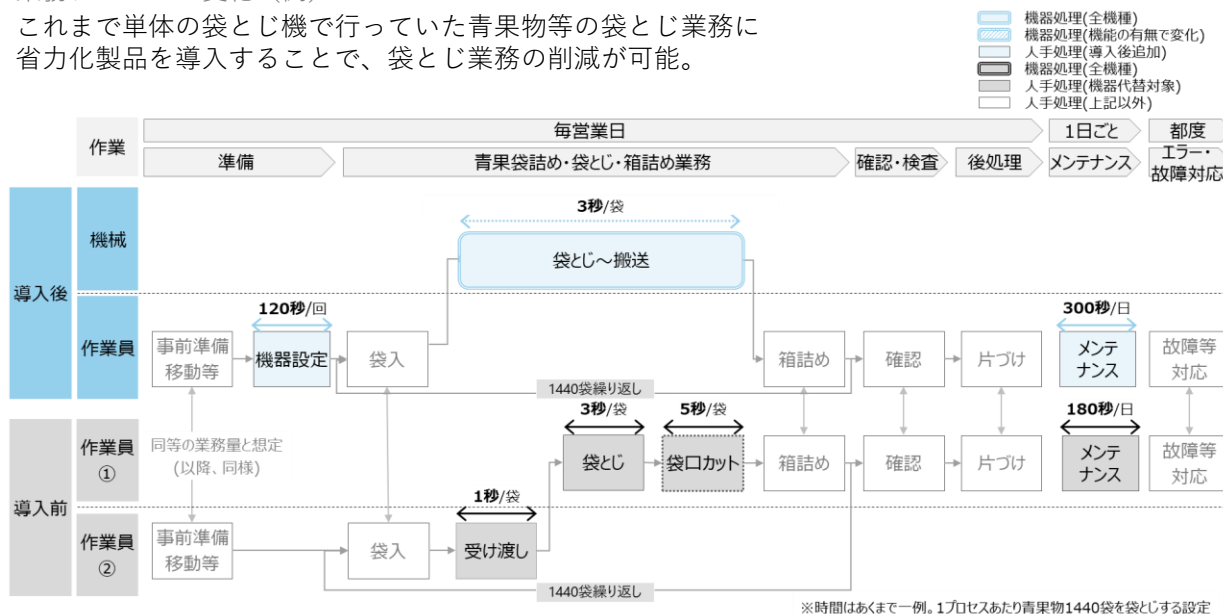 これまで単体の袋とじ機で行っていた青果物等の袋とじ業務に
省力化製品を導入することで、袋とじ業務の削減が可能。
機器処理(全機種)
機器処理(機能の有無で変化)
人手処理(導入後追加)
機器処理(全機種)
人手処理(機器代替対象)
人手処理(上記以外)
作業
毎営業日
1日ごと
都度
準備
青果袋詰め・袋とじ・箱詰め業務
確認・検査
後処理
メンテナンス
エラー・
故障対応
導入後
機械
3秒/袋
袋とじ～搬送
作業員
120秒/回
300秒/日
事前準備
移動等
機器設定
袋入
箱詰め
確認
片づけ
メンテ
ナンス
故障等
対応
1440袋繰り返し
導入前
作業員
①
同等の業務量と想定
(以降、同様)
3秒/袋
5秒/袋
180秒/日
袋とじ
袋口カット
箱詰め
確認
片づけ
メンテ
ナンス
故障等
対応
作業員
②
1秒/袋
事前準備
移動等
袋入
受け渡し
1440袋繰り返し
※時間はあくまで一例。1プロセスあたり青果物1440袋を袋とじする設定